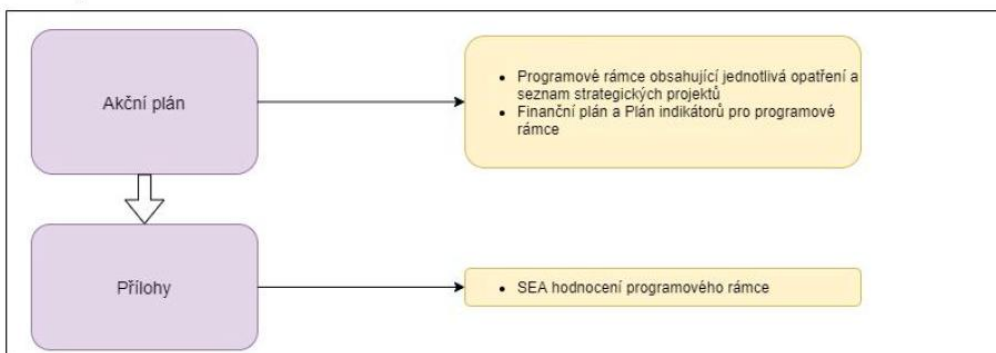 Akční plán
• Programové rámce obsahující jednotlivá opatření a
seznam strategických projektů
• Finanční plán a Plán indikátorů pro programové
rámce
Přílohy
• SEA hodnocení programového rámce